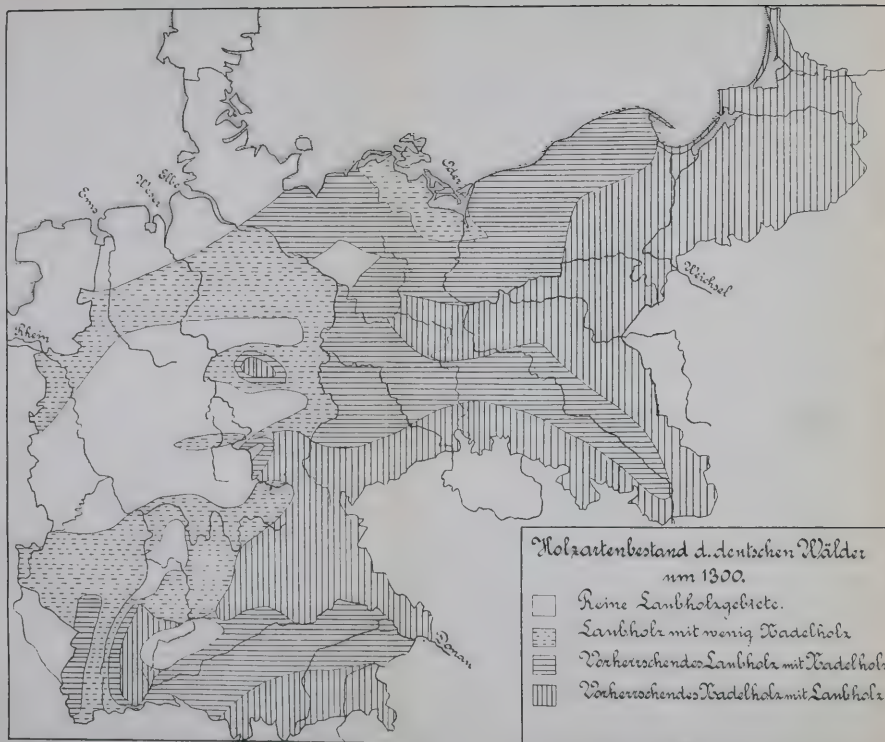 Ems
Weser
Elbe
Oder
Weichsel
Rhein
Donau
Holzartenbestand d. deutschen Wälder
um 1300.
Reine Laubholzgebiete.
Laubholz mit wenig Nadelholz
Vorherrschendes Laubholz mit Nadelholz
Vorherrschendes Nadelholz mit Laubholz